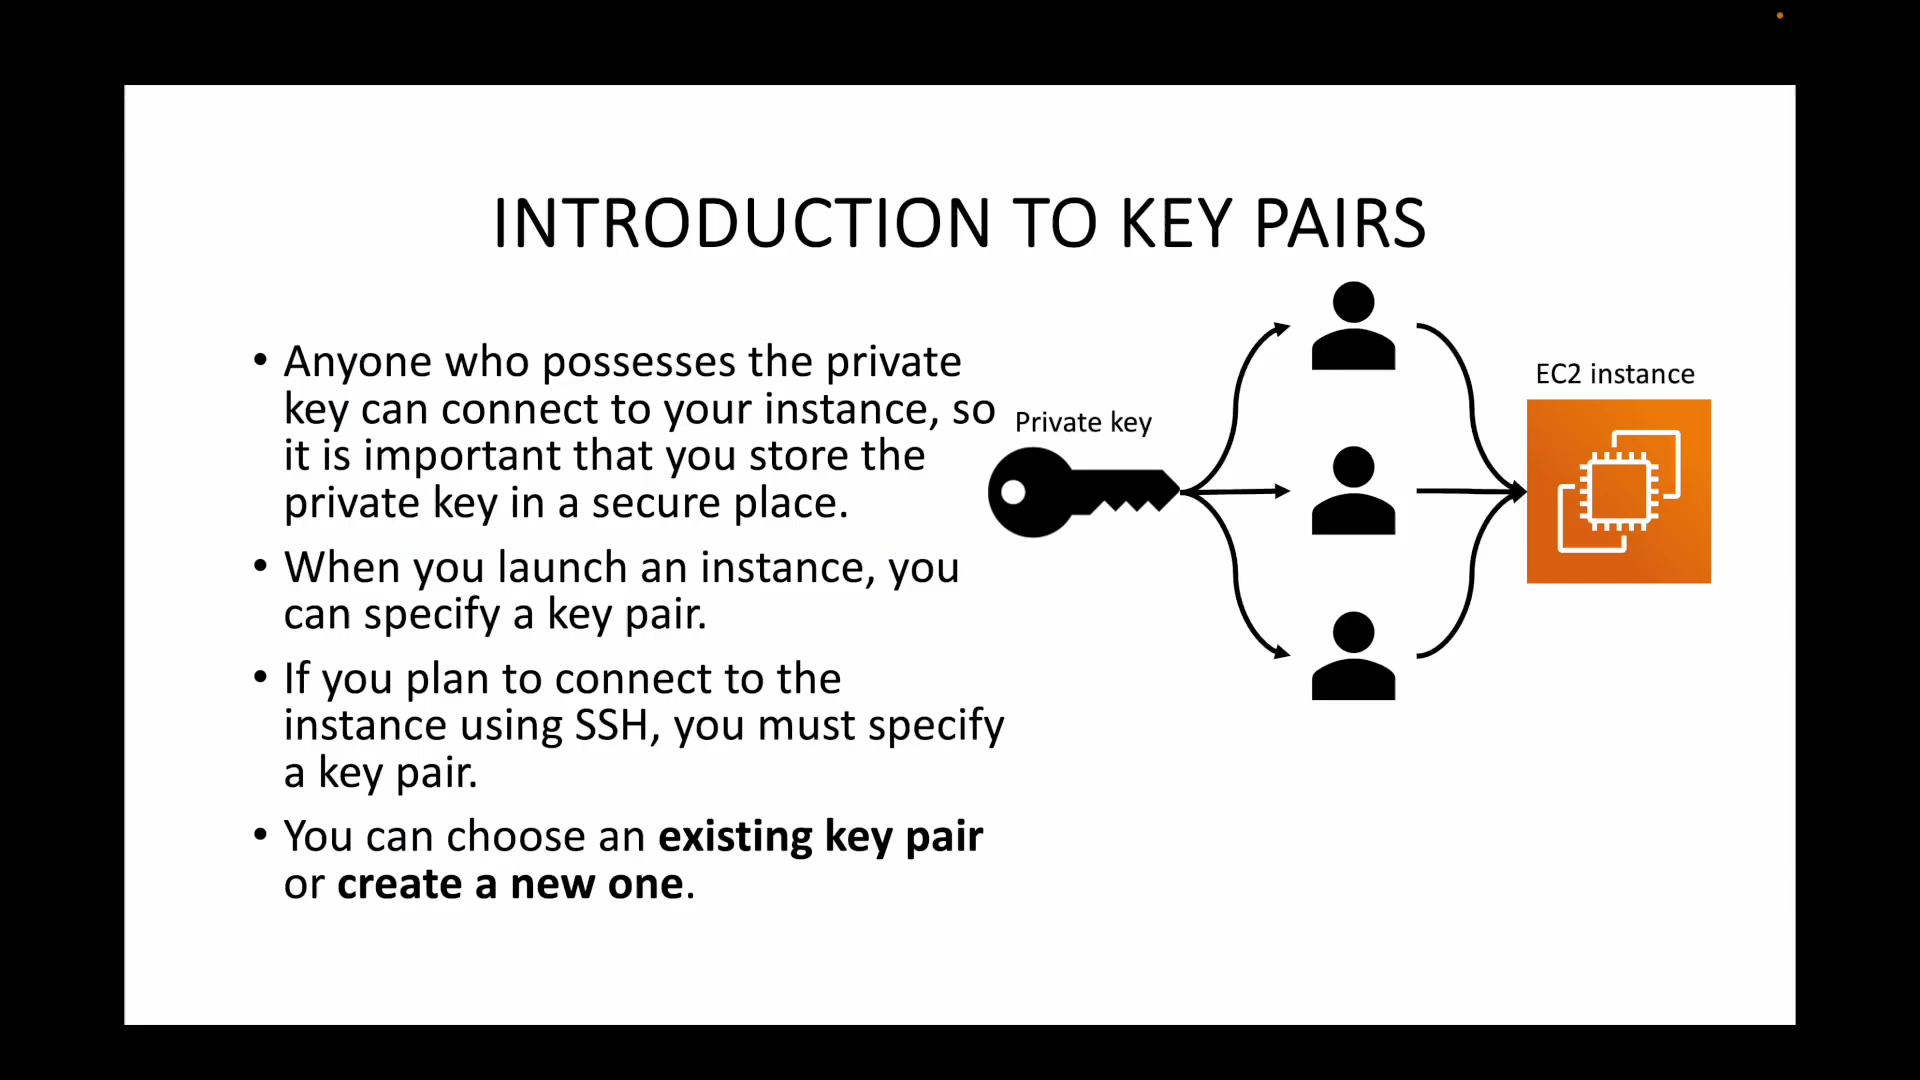 INTRODUCTION TO KEY PAIRS
• Anyone who possesses the private
key can connect to your instance, so
it is important that you store the
private key in a secure place.
• When you launch an instance, you
can specify a key pair.
• If you plan to connect to the
instance using SSH, you must specify
a key pair.
• You can choose an existing key pair
or create a new one.
Private key
EC2 instance